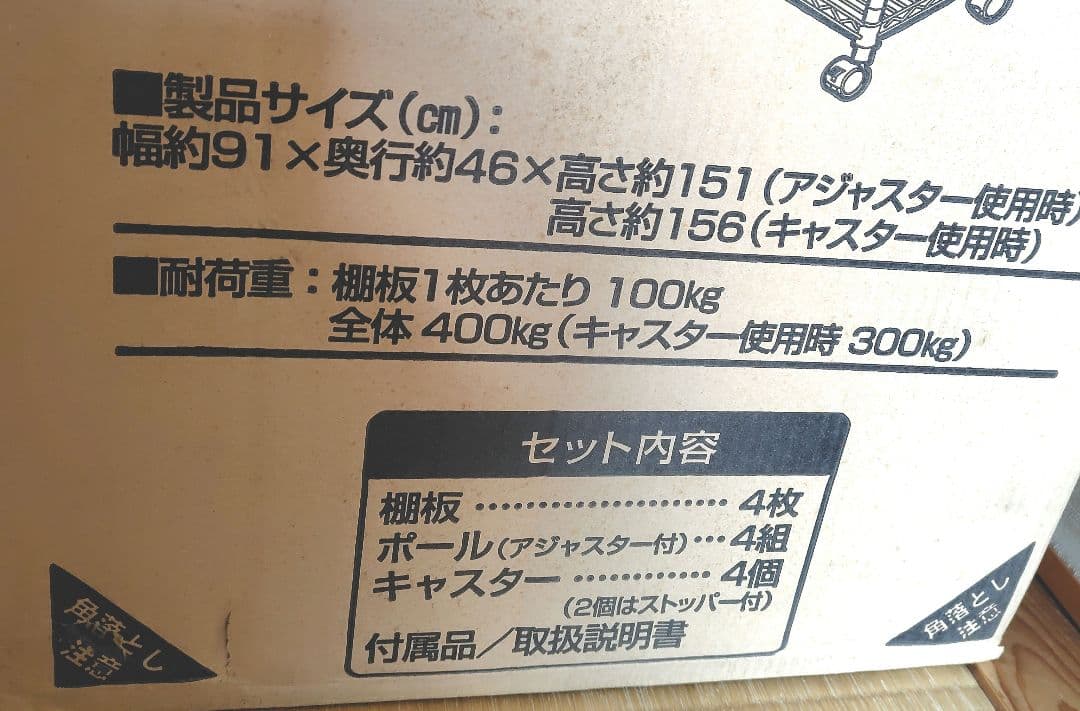 ■製品サイズ(cm):
幅約91×奥行約46×高さ約151(アジャスター使用時)
高さ約156(キャスター使用時)
■耐荷重:棚板1枚あたり 100kg
全体 400kg(キャスター使用時 300kg)
セット内容
棚板 ························ 4枚
ポール(アジャスター付)···4組
キャスター ············ 4個
(2個はストッパー付)
付属品/取扱説明書
角落とし
注意
角落とし
注意